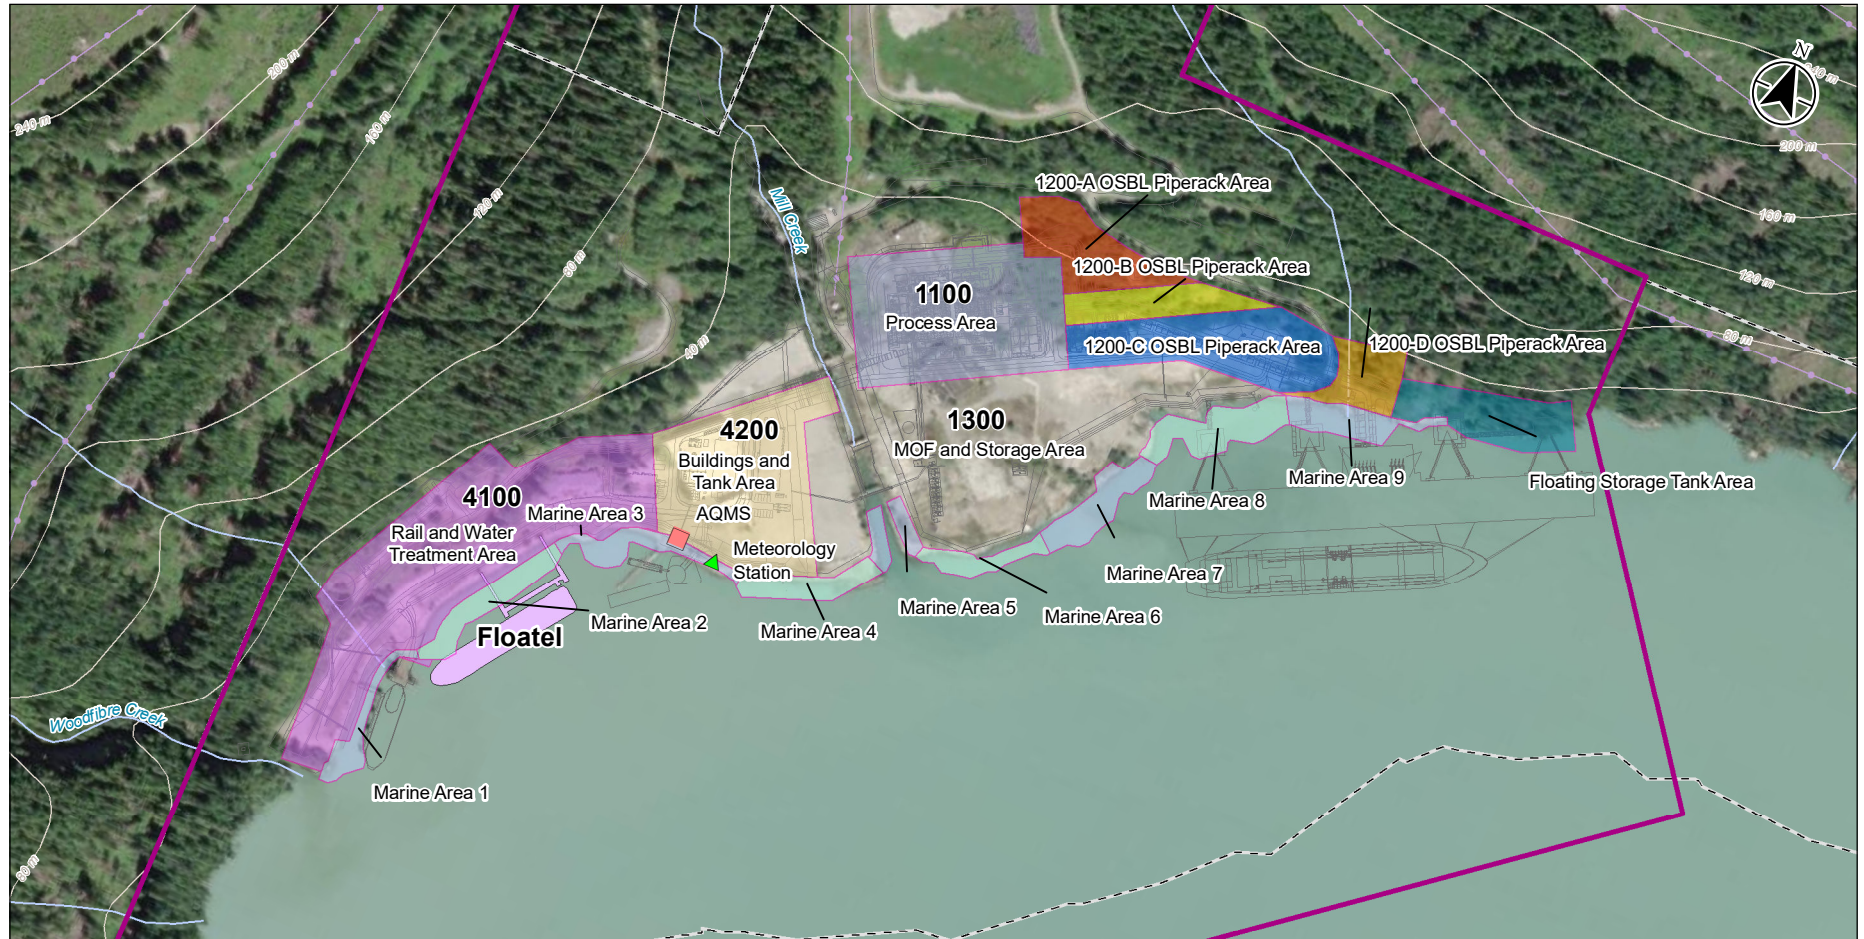 N
240 m
200 m
200 m
160 m
240 m
160 m
120 m
120 m
80 m
80 m
80 m
40 m
Mill Creek
1200-A OSBL Piperack Area
1200-B OSBL Piperack Area
1100
Process Area
1200-C OSBL Piperack Area
1200-D OSBL Piperack Area
4200
Buildings and
Tank Area
AQMS
1300
MOF and Storage Area
Marine Area 9
Marine Area 8
Floating Storage Tank Area
4100
Rail and Water
Treatment Area
Marine Area 3
Meteorology
Station
Marine Area 7
Marine Area 5
Marine Area 6
Marine Area 2
Marine Area 4
Floatel
Woodfibre Creek
Marine Area 1
80 m